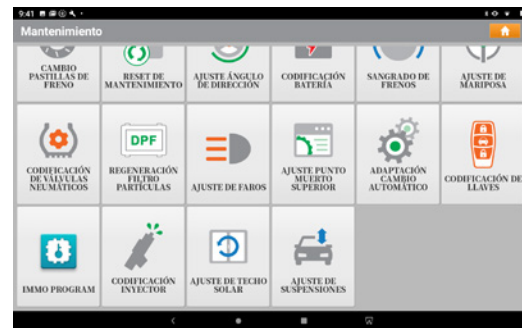 9:41
Mantenimiento
CAMBIO
PASTILLAS DE
FRENO
RESET DE
MANTENIMIENTO
AJUSTE ÁNGULO
DE DIRECCIÓN
CODIFICACIÓN
BATERÍA
SANGRADO DE
FRENOS
AJUSTE DE
MARIPOSA
CODIFICACIÓN
DE VÁLVULAS
NEUMÁTICOS
DPF
REGENERACIÓN
FILTRO
PARTÍCULAS
AJUSTE DE FAROS
AJUSTE PUNTO
MUERTO
SUPERIOR
ADAPTACIÓN
CAMBIO
AUTOMÁTICO
CODIFICACIÓN DE
LLAVES
IMMO PROGRAM
CODIFICACIÓN
INYECTOR
AJUSTE DE TECHO
SOLAR
AJUSTE DE
SUSPENSIONES